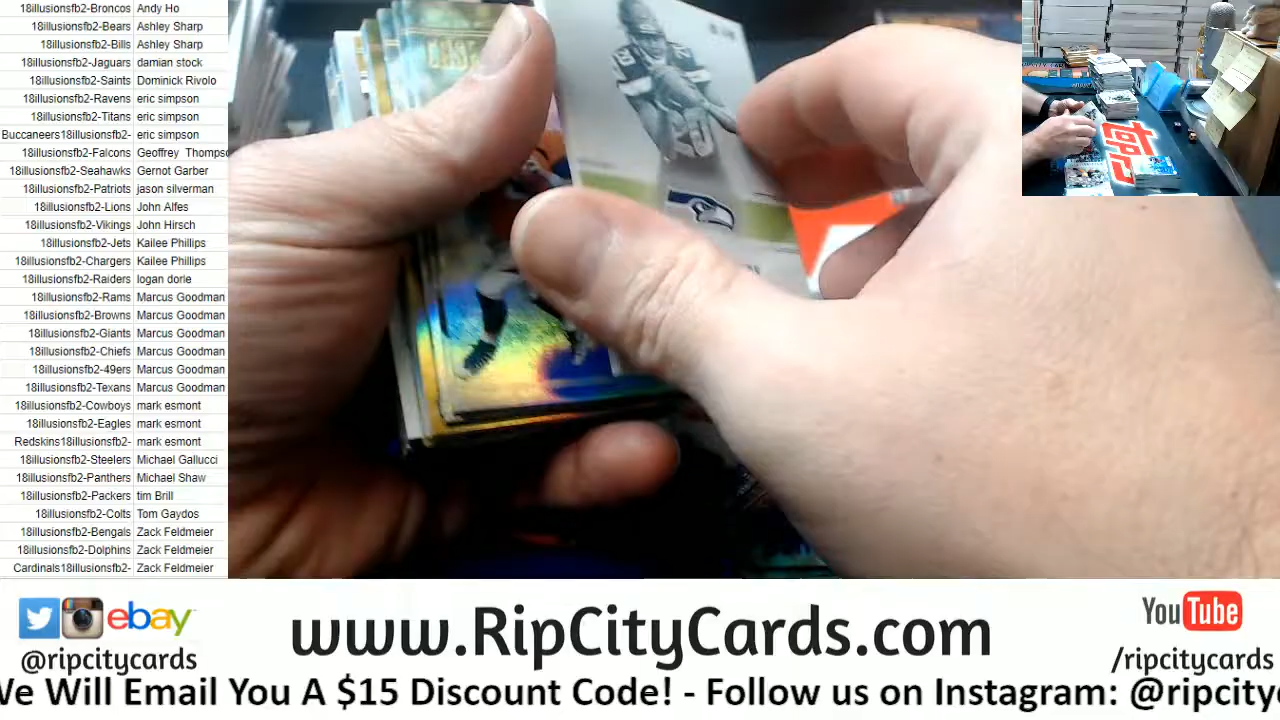 18illusionsfb2-Broncos Andy Ho
18illusionsfb2-Bears Ashley Sharp
18illusionsfb2-Bills Ashley Sharp
18illusionsfb2-Jaguars damian stock
18illusionsfb2-Saints Dominick Rivolo
18illusionsfb2-Ravens eric simpson
18illusionsfb2-Titans eric simpson
Buccaneers18illusionsfb2- eric simpson
18illusionsfb2-Falcons Geoffrey Thompso
18illusionsfb2-Seahawks Gernot Garber
18illusionsfb2-Patriots jason silverman
18illusionsfb2-Lions John Alfes
18illusionsfb2-Vikings John Hirsch
18illusionsfb2-Jets Kailee Phillips
18illusionsfb2-Chargers Kailee Phillips
18illusionsfb2-Raiders logan dorie
18illusionsfb2-Rams Marcus Goodman
18illusionsfb2-Browns Marcus Goodman
18illusionsfb2-Giants Marcus Goodman
18illusionsfb2-Chiefs Marcus Goodman
18illusionsfb2-49ers Marcus Goodman
18illusionsfb2-Texans Marcus Goodman
18illusionsfb2-Cowboys mark esmont
18illusionsfb2-Eagles mark esmont
Redskins18illusionsfb2- mark esmont
18illusionsfb2-Steelers Michael Gallucci
18illusionsfb2-Panthers Michael Shaw
18illusionsfb2-Packers tim Brill
18illusionsfb2-Colts Tom Gaydos
18illusionsfb2-Bengals Zack Feldmeier
18illusionsfb2-Dolphins Zack Feldmeier
Cardinals18illusionsfb2- Zack Feldmeier
ebay
@ripcitycards
www.RipCityCards.com
YouTube
/ripcitycards
We Will Email You A $15 Discount Code! - Follow us on Instagram: @ripcityc